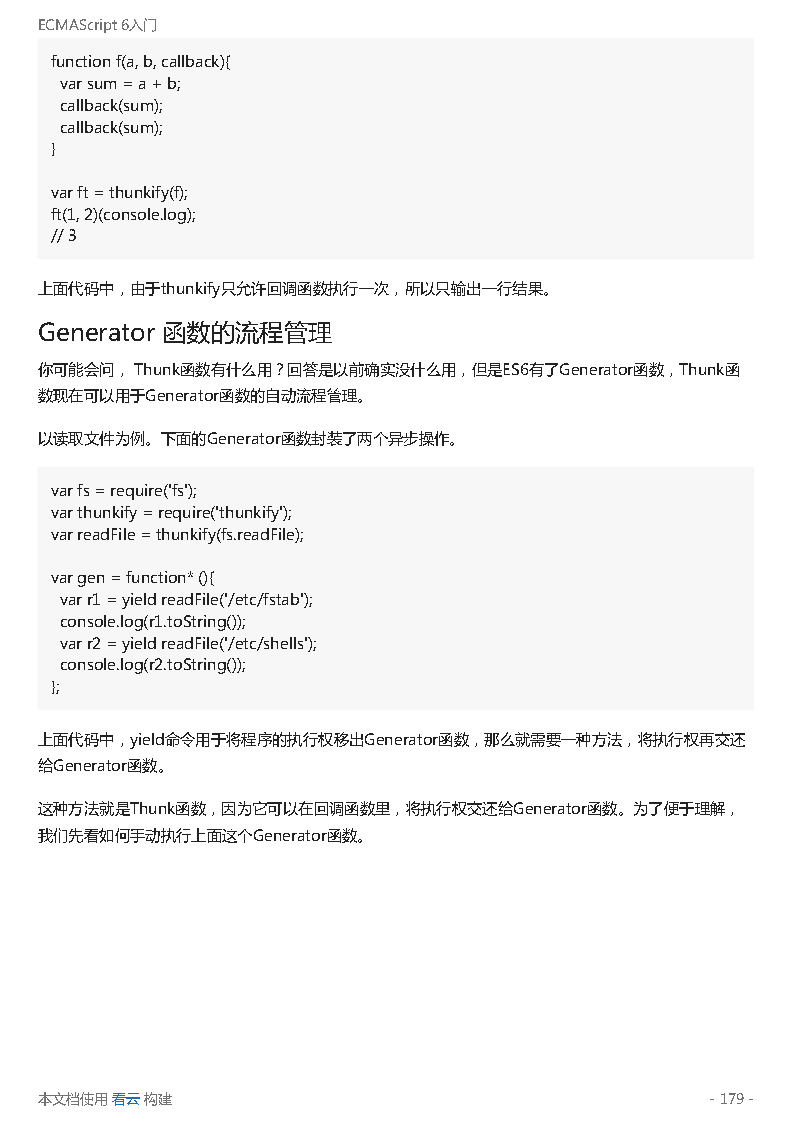 ECMAScript 6入门
function f(a, b, callback){
  var sum = a + b;
  callback(sum);
  callback(sum);
}
var ft = thunkify(f);
ft(1, 2)(console.log);
// 3
上面代码中，由于thunkify只允许回调函数执行一次，所以只输出一行结果。
Generator 函数的流程管理
你可能会问， Thunk函数有什么用？回答是以前确实没什么用，但是ES6有了Generator函数，Thunk函
数现在可以用于Generator函数的自动流程管理。
以读取文件为例。下面的Generator函数封装了两个异步操作。
var fs = require('fs');
var thunkify = require('thunkify');
var readFile = thunkify(fs.readFile);
var gen = function* (){
  var r1 = yield readFile('/etc/fstab');
  console.log(r1.toString());
  var r2 = yield readFile('/etc/shells');
  console.log(r2.toString());
};
上面代码中，yield命令用于将程序的执行权移出Generator函数，那么就需要一种方法，将执行权再交还
给Generator函数。
这种方法就是Thunk函数，因为它可以在回调函数里，将执行权交还给Generator函数。为了便于理解，
我们先看如何手动执行上面这个Generator函数。
本文档使用 看云 构建
- 179 -